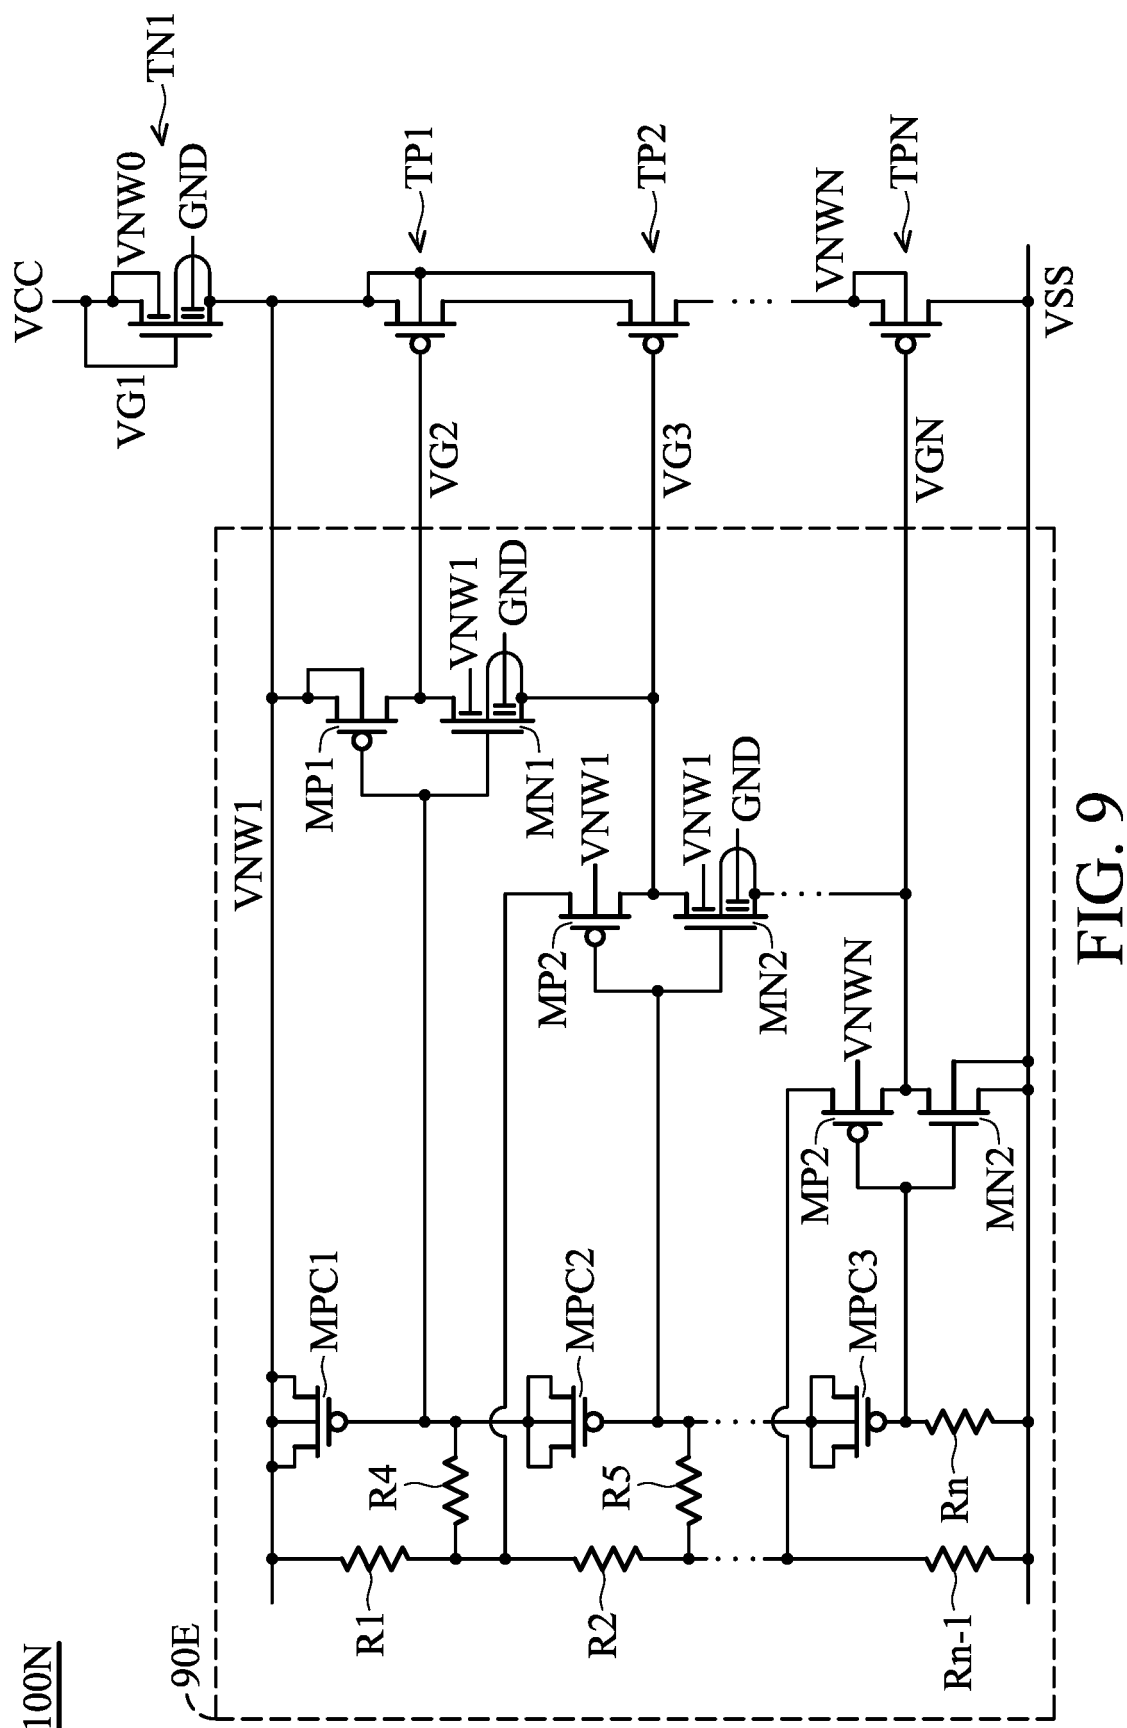 100N
90E
VCC
VG1
VNW0
GND
TN1
VNW1
MPC1
MP1
R1
R4
VG2
TP1
VNW1
GND
MN1
MPC2
MP2
VNW1
R2
R5
VG3
TP2
VNW1
GND
MN2
MPC3
MP2
VNWN
VNWN
VGN
TPN
Rn-1
Rn
MN2
VSS
FIG. 9